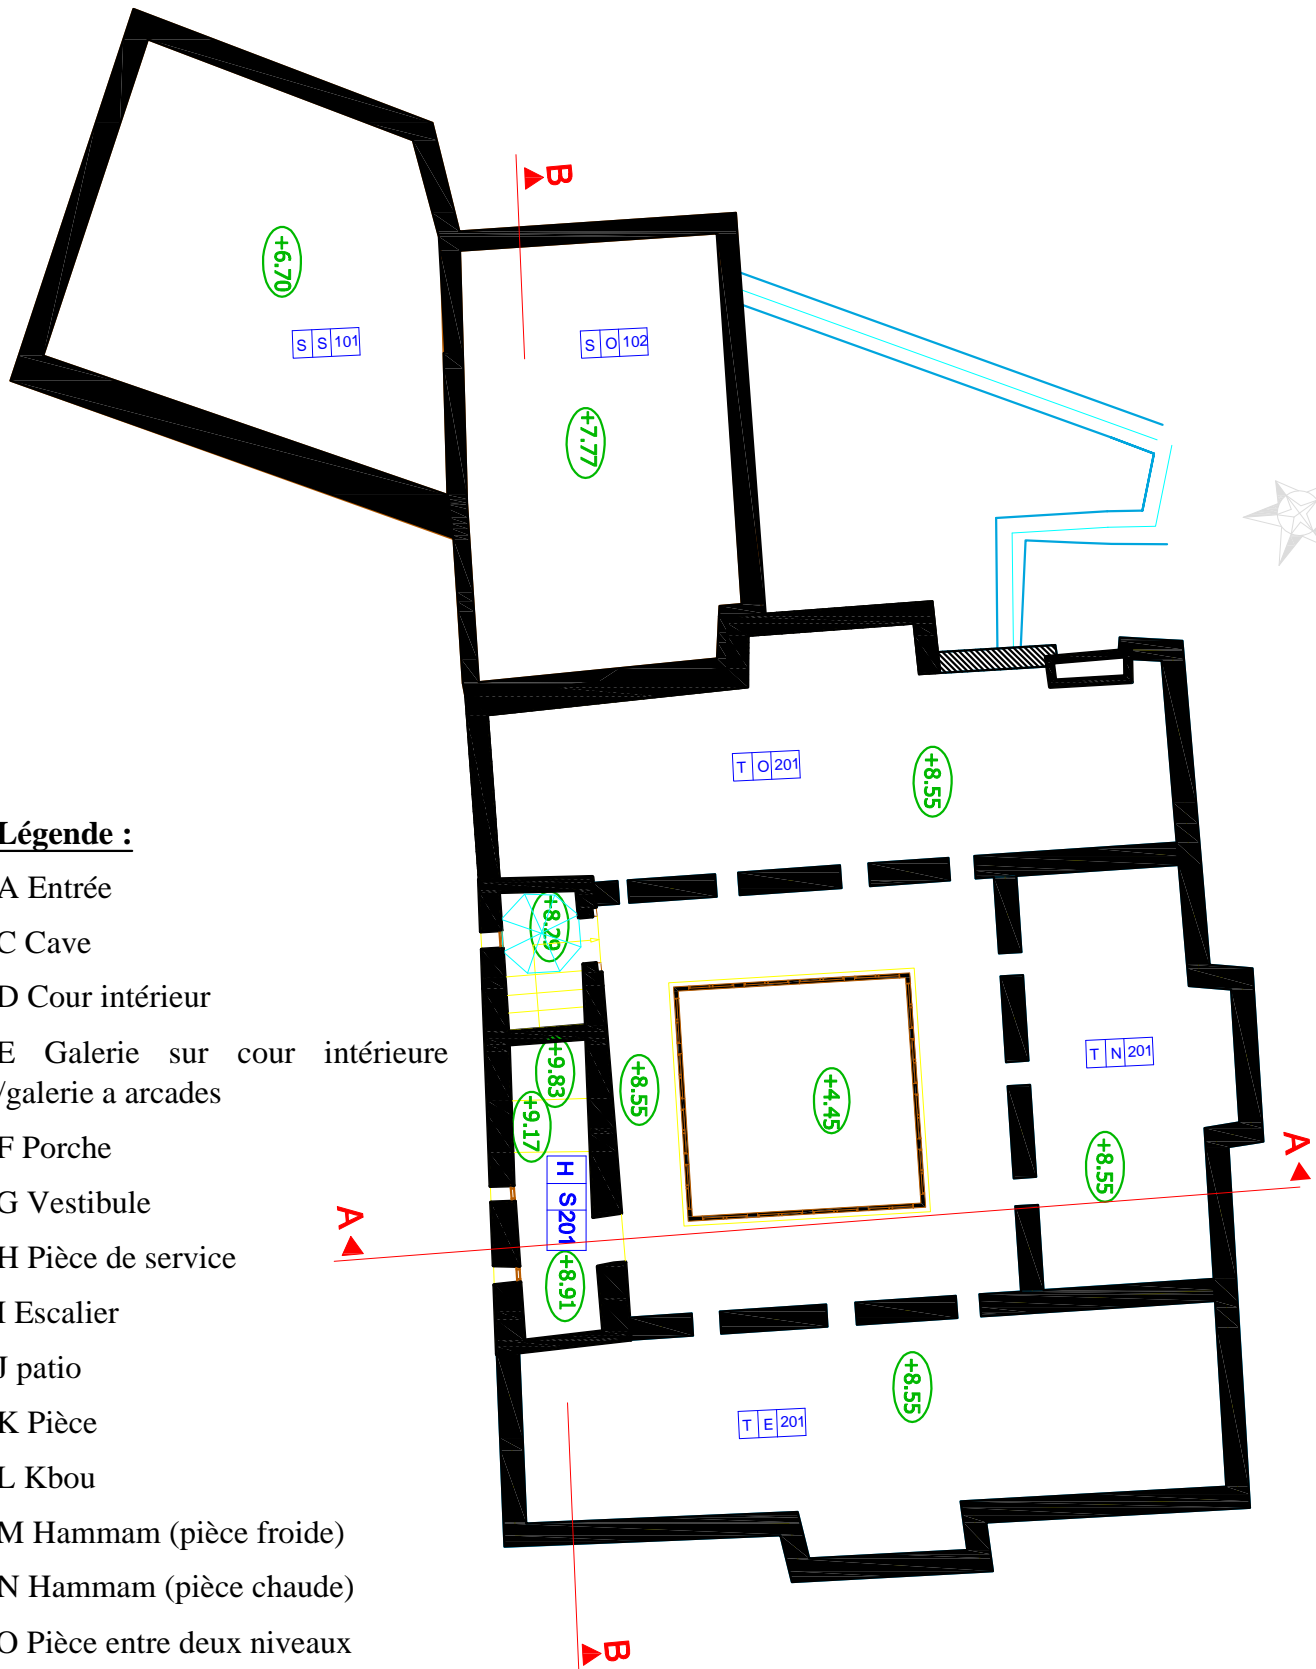 B
+6.70
S S 101
S O 102
+7.77
T O 201
+8.55
Légende :
A Entrée
C Cave
D Cour intérieur
E Galerie sur cour intérieure
/galerie a arcades
F Porche
G Vestibule
H Pièce de service
I Escalier
J patio
K Pièce
L Kbou
M Hammam (pièce froide)
N Hammam (pièce chaude)
O Pièce entre deux niveaux
+8.29
+9.83
+9.17
+8.55
+4.45
T N 201
+8.55
A
A
H S 201
+8.91
+8.55
T E 201
B